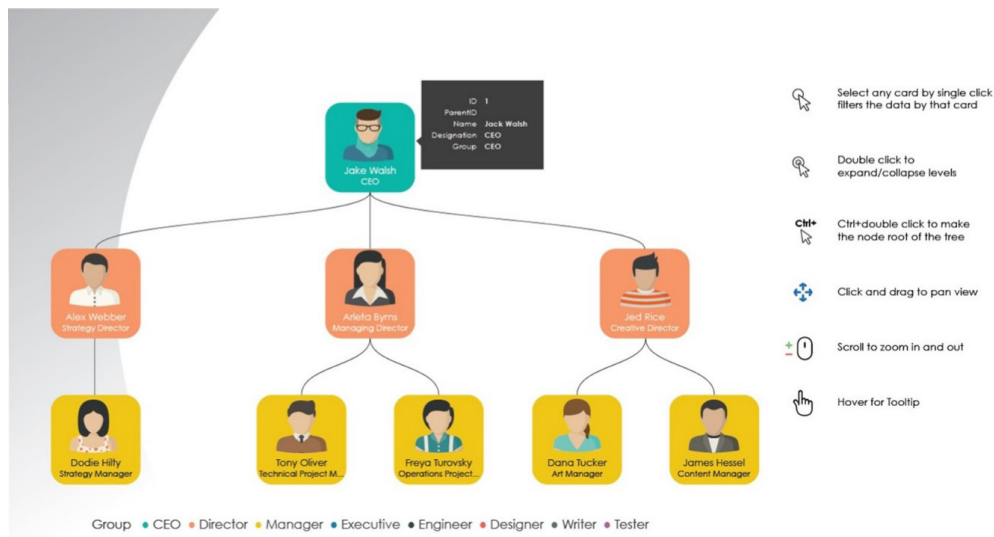 ID 1
ParentID
Name Jack Walsh
Designation CEO
Group CEO
Jake Walsh
CEO
Alex Webber
Strategy Director
Arleta Byrns
Managing Director
Jed Rice
Creative Director
Dodie Hilty
Strategy Manager
Tony Oliver
Technical Project M...
Freya Turovsky
Operations Project...
Dana Tucker
Art Manager
James Hessel
Content Manager
Group CEO Director Manager Executive Engineer Designer Writer Tester
Select any card by single click
filters the data by that card
Double click to
expand/collapse levels
Ctrl+
Ctrl+double click to make
the node root of the tree
Click and drag to pan view
Scroll to zoom in and out
Hover for Tooltip